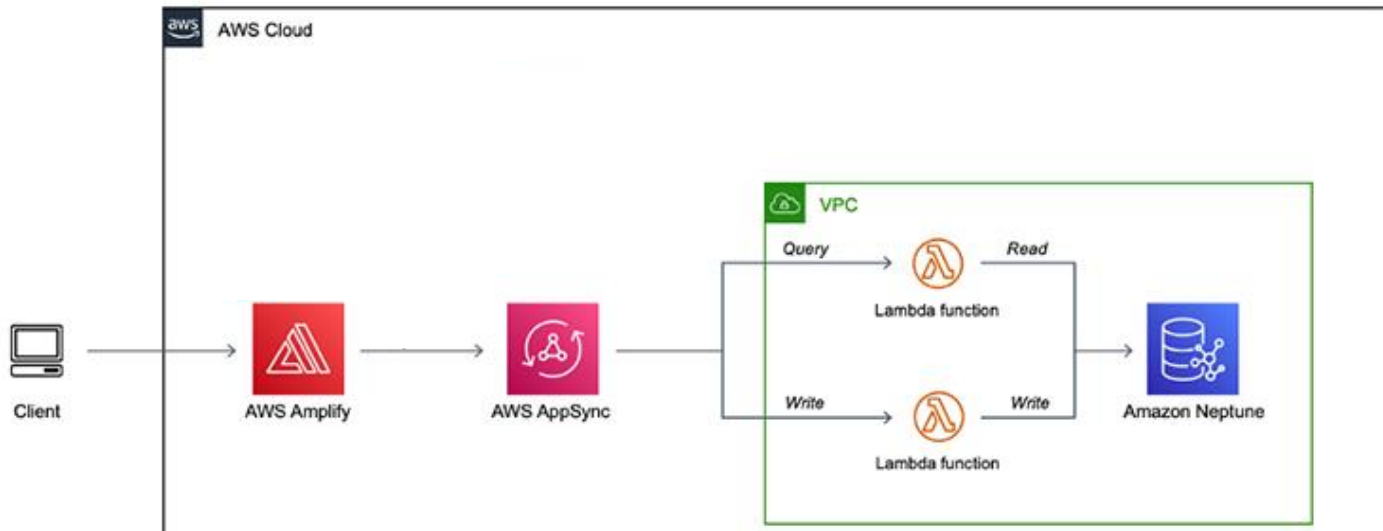 aws
AWS Cloud
VPC
Query
Read
Lambda function
Client
AWS Amplify
AWS AppSync
Amazon Neptune
Write
Write
Lambda function